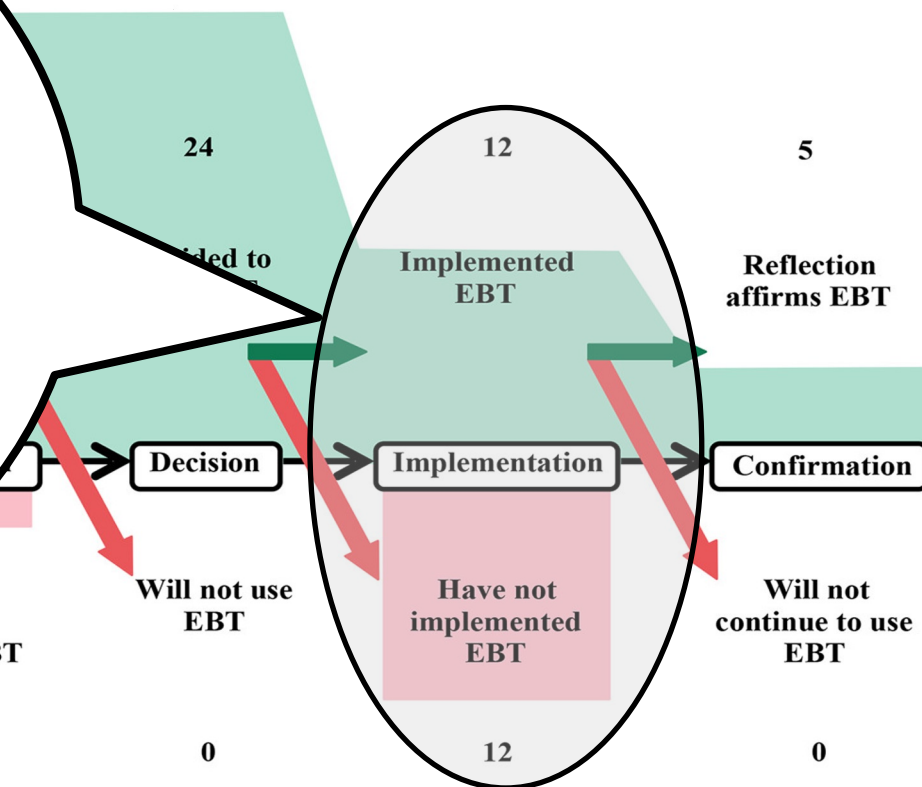 24
12
5
to
Implemented
EBT
Reflection
affirms EBT
Decision
Implementation
Confirmation
Will not use
EBT
Have not
implemented
EBT
Will not
continue to use
EBT
0
12
0